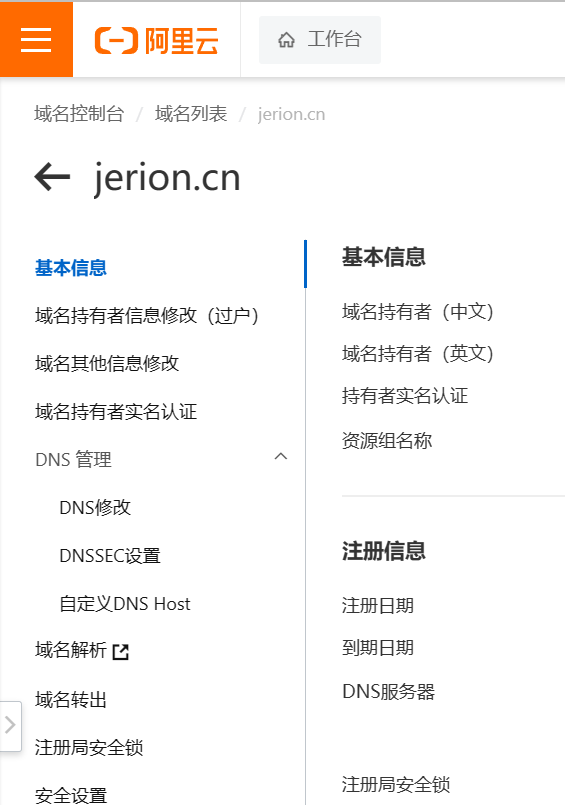 阿里云
工作台
域名控制台 / 域名列表 / jerion.cn
jerion.cn
基本信息
域名持有者信息修改（过户）
域名其他信息修改
域名持有者实名认证
DNS 管理
DNS修改
DNSSEC设置
自定义DNS Host
域名解析
域名转出
注册局安全锁
安全设置
基本信息
域名持有者（中文）
域名持有者（英文）
持有者实名认证
资源组名称
注册信息
注册日期
到期日期
DNS服务器
注册局安全锁